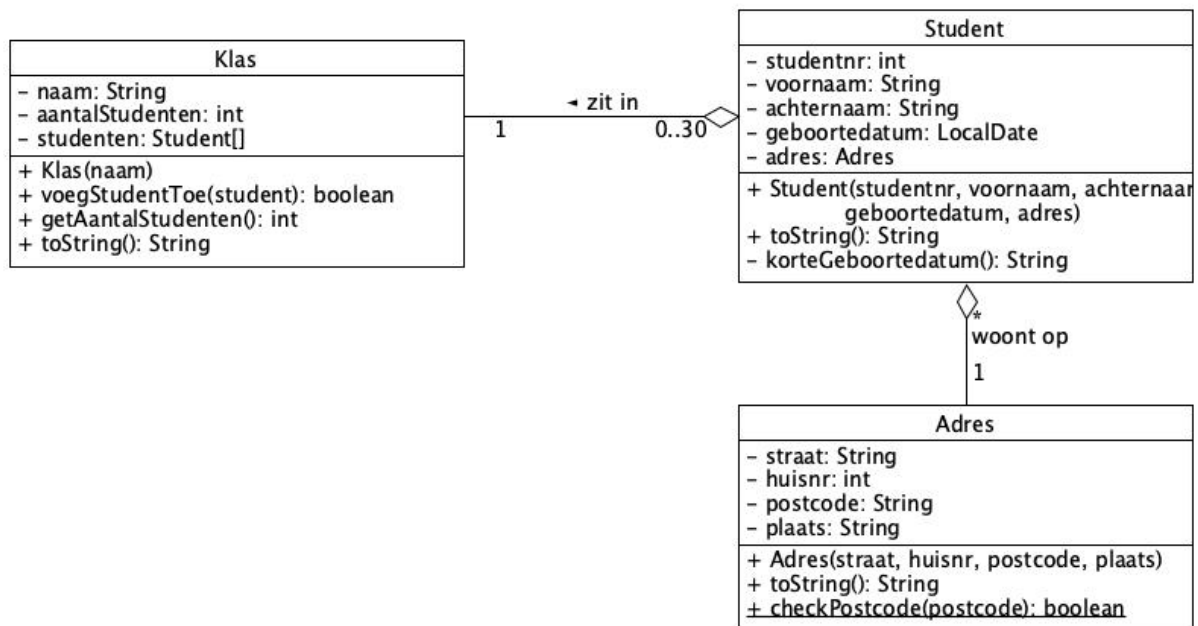 Klas
- naam: String
- aantalStudenten: int
- studenten: Student[]
+ Klas(naam)
+ voegStudentToe(student): boolean
+ getAantalStudenten(): int
+ toString(): String
◄ zit in
1
0..30
Student
- studentnr: int
- voornaam: String
- achternaam: String
- geboortedatum: LocalDate
- adres: Adres
+ Student(studentnr, voornaam, achternaar
geboortedatum, adres)
+ toString(): String
- korteGeboortedatum(): String
*
woont op
1
Adres
- straat: String
- huisnr: int
- postcode: String
- plaats: String
+ Adres(straat, huisnr, postcode, plaats)
+ toString(): String
+ checkPostcode(postcode): boolean